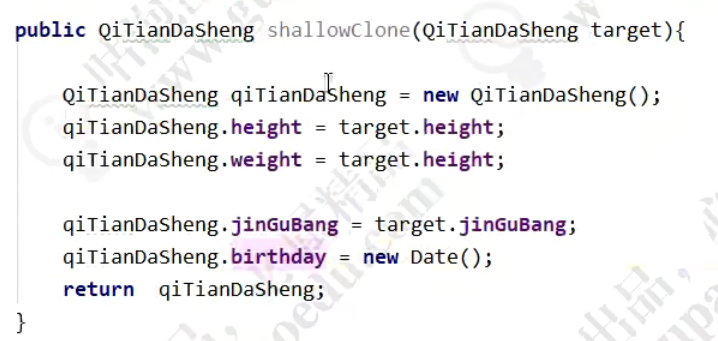 public QiTianDaSheng shallowClone(QiTianDaSheng target){
QiTianDaSheng qiTianDaSheng = new QiTianDaSheng();
qiTianDaSheng.height = target.height;
qiTianDaSheng.weight = target.height;
qiTianDaSheng.jinGuBang = target.jinGuBang;
qiTianDaSheng.birthday = new Date();
return qiTianDaSheng;
}